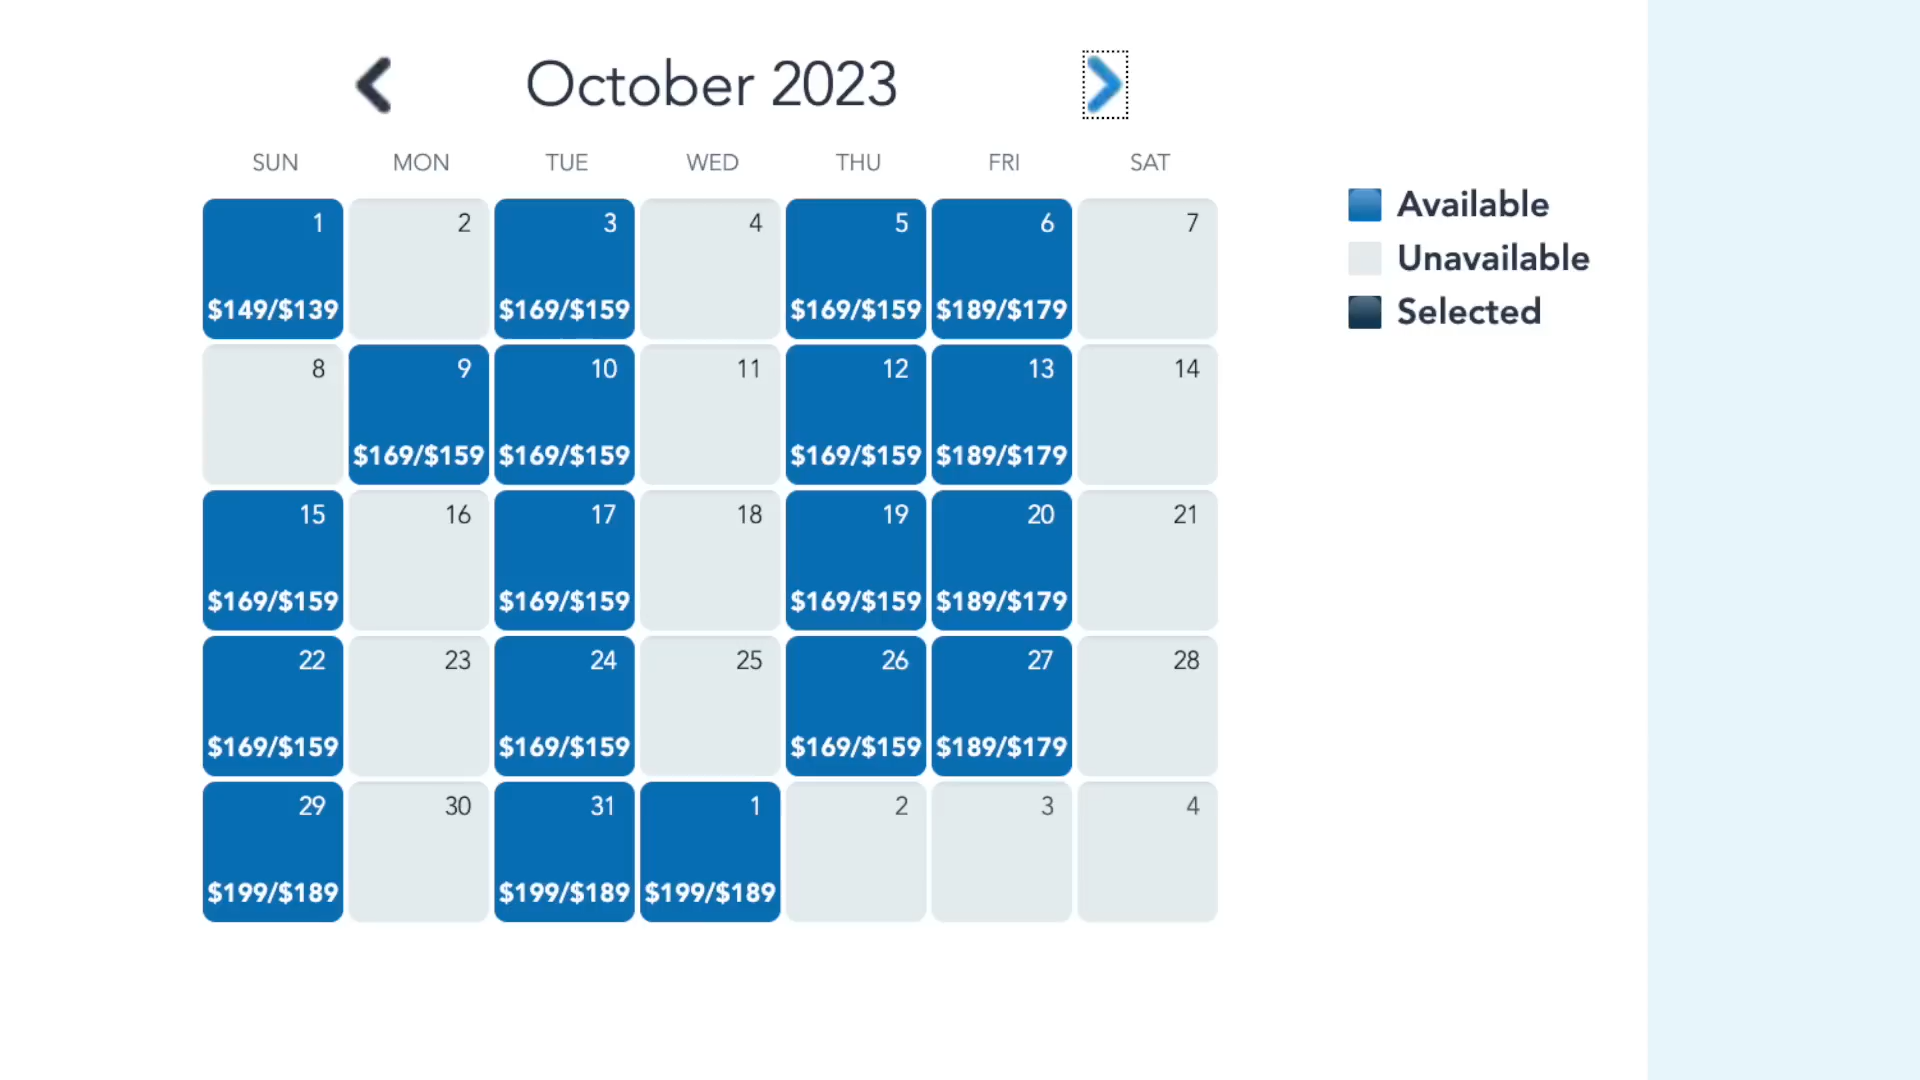 October 2023
SUN MON TUE WED THU FRI SAT
Available
Unavailable
Selected
1 2 3 4 5 6 7
$149/$139 $169/$159 $169/$159 $189/$179
8 9 10 11 12 13 14
$169/$159 $169/$159 $169/$159 $189/$179
15 16 17 18 19 20 21
$169/$159 $169/$159 $169/$159 $189/$179
22 23 24 25 26 27 28
$169/$159 $169/$159 $169/$159 $189/$179
29 30 31 1 2 3 4
$199/$189 $199/$189 $199/$189